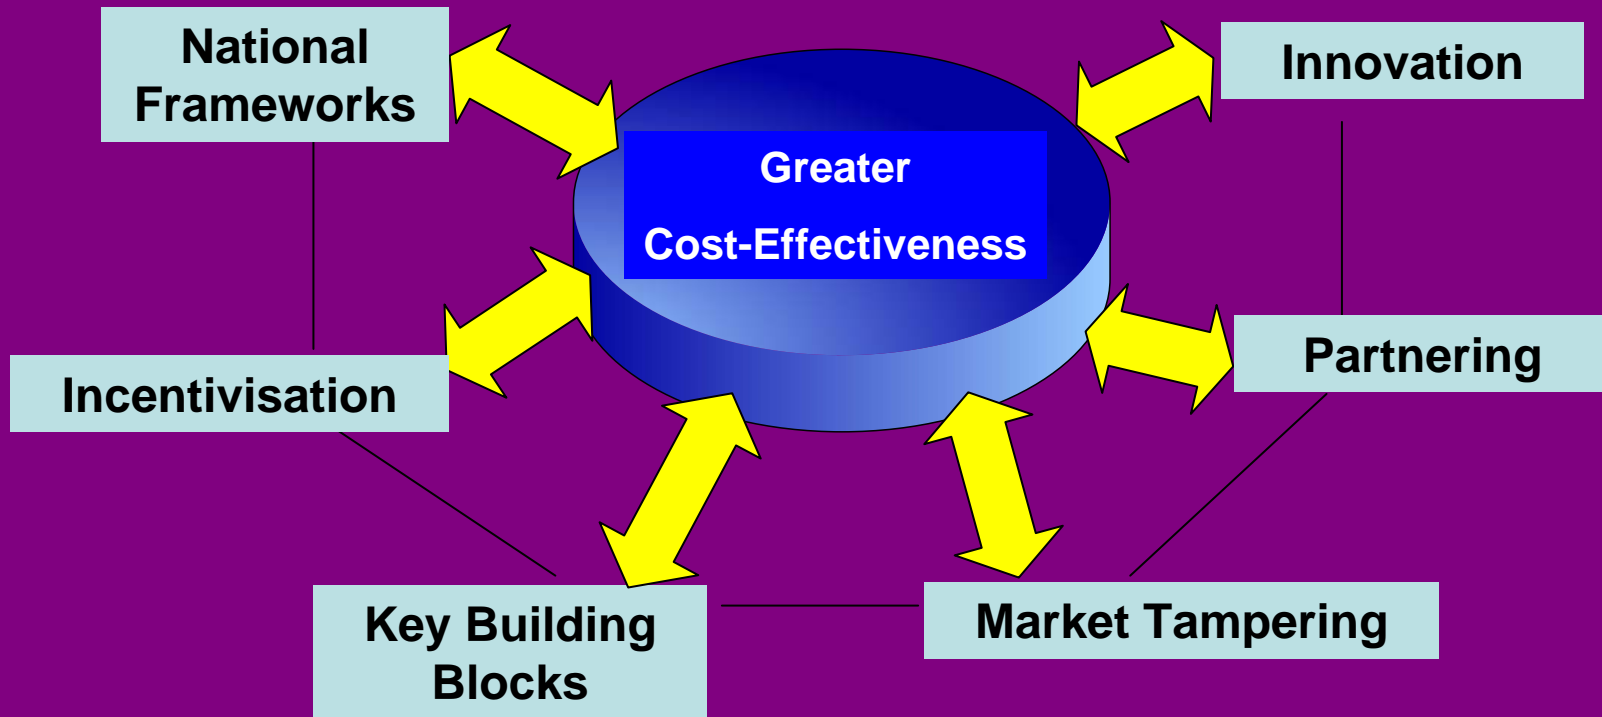 National
Frameworks
Innovation
Greater
Cost-Effectiveness
Incentivisation
Partnering
Key Building
Blocks
Market Tampering